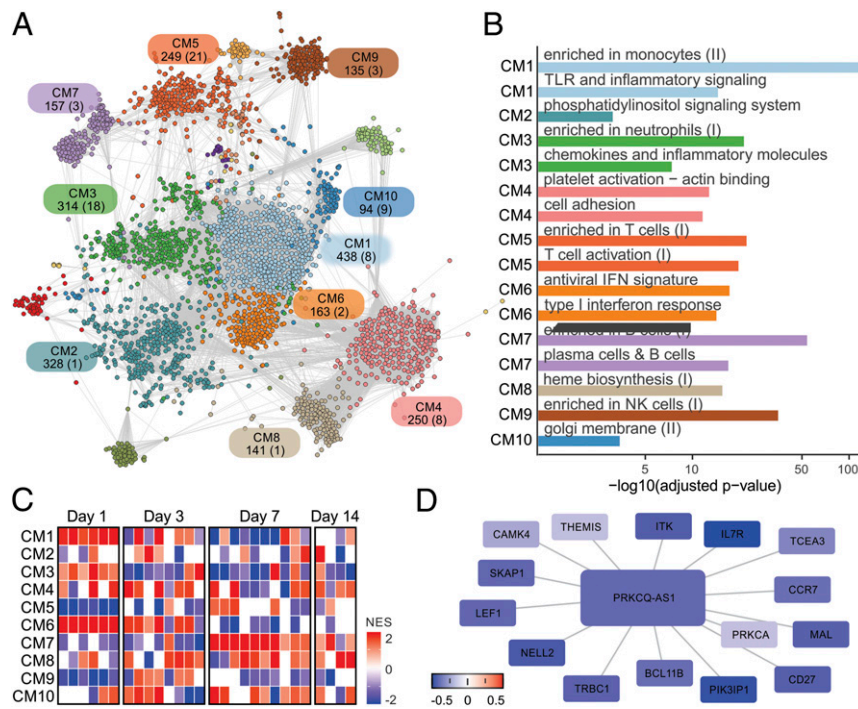 A
CM5
249 (21)
CM9
135 (3)
CM7
157 (3)
CM3
314 (18)
CM10
94 (9)
CM1
438 (8)
CM6
163 (2)
CM2
328 (1)
CM4
250 (8)
CM8
141 (1)
B
enriched in monocytes (II)
CM1
TLR and inflammatory signaling
CM1
phosphatidylinositol signaling system
CM2
enriched in neutrophils (I)
CM3
chemokines and inflammatory molecules
CM3
platelet activation – actin binding
CM4
cell adhesion
CM4
enriched in T cells (I)
CM5
T cell activation (I)
CM5
antiviral IFN signature
CM6
type I interferon response
CM6
CM7
plasma cells & B cells
CM7
heme biosynthesis (I)
CM8
enriched in NK cells (I)
CM9
golgi membrane (II)
CM10
5 10 50 100
−log10(adjusted p-value)
C
Day 1 Day 3 Day 7 Day 14
CM1
CM2
CM3
CM4
CM5
CM6
CM7
CM8
CM9
CM10
NES
2
0
-2
D
CAMK4 THEMIS ITK IL7R TCEA3
SKAP1 CCR7
PRKCQ-AS1
LEF1 PRKCA MAL
NELL2
TRBC1 BCL11B PIK3IP1 CD27
-0.5 0 0.5